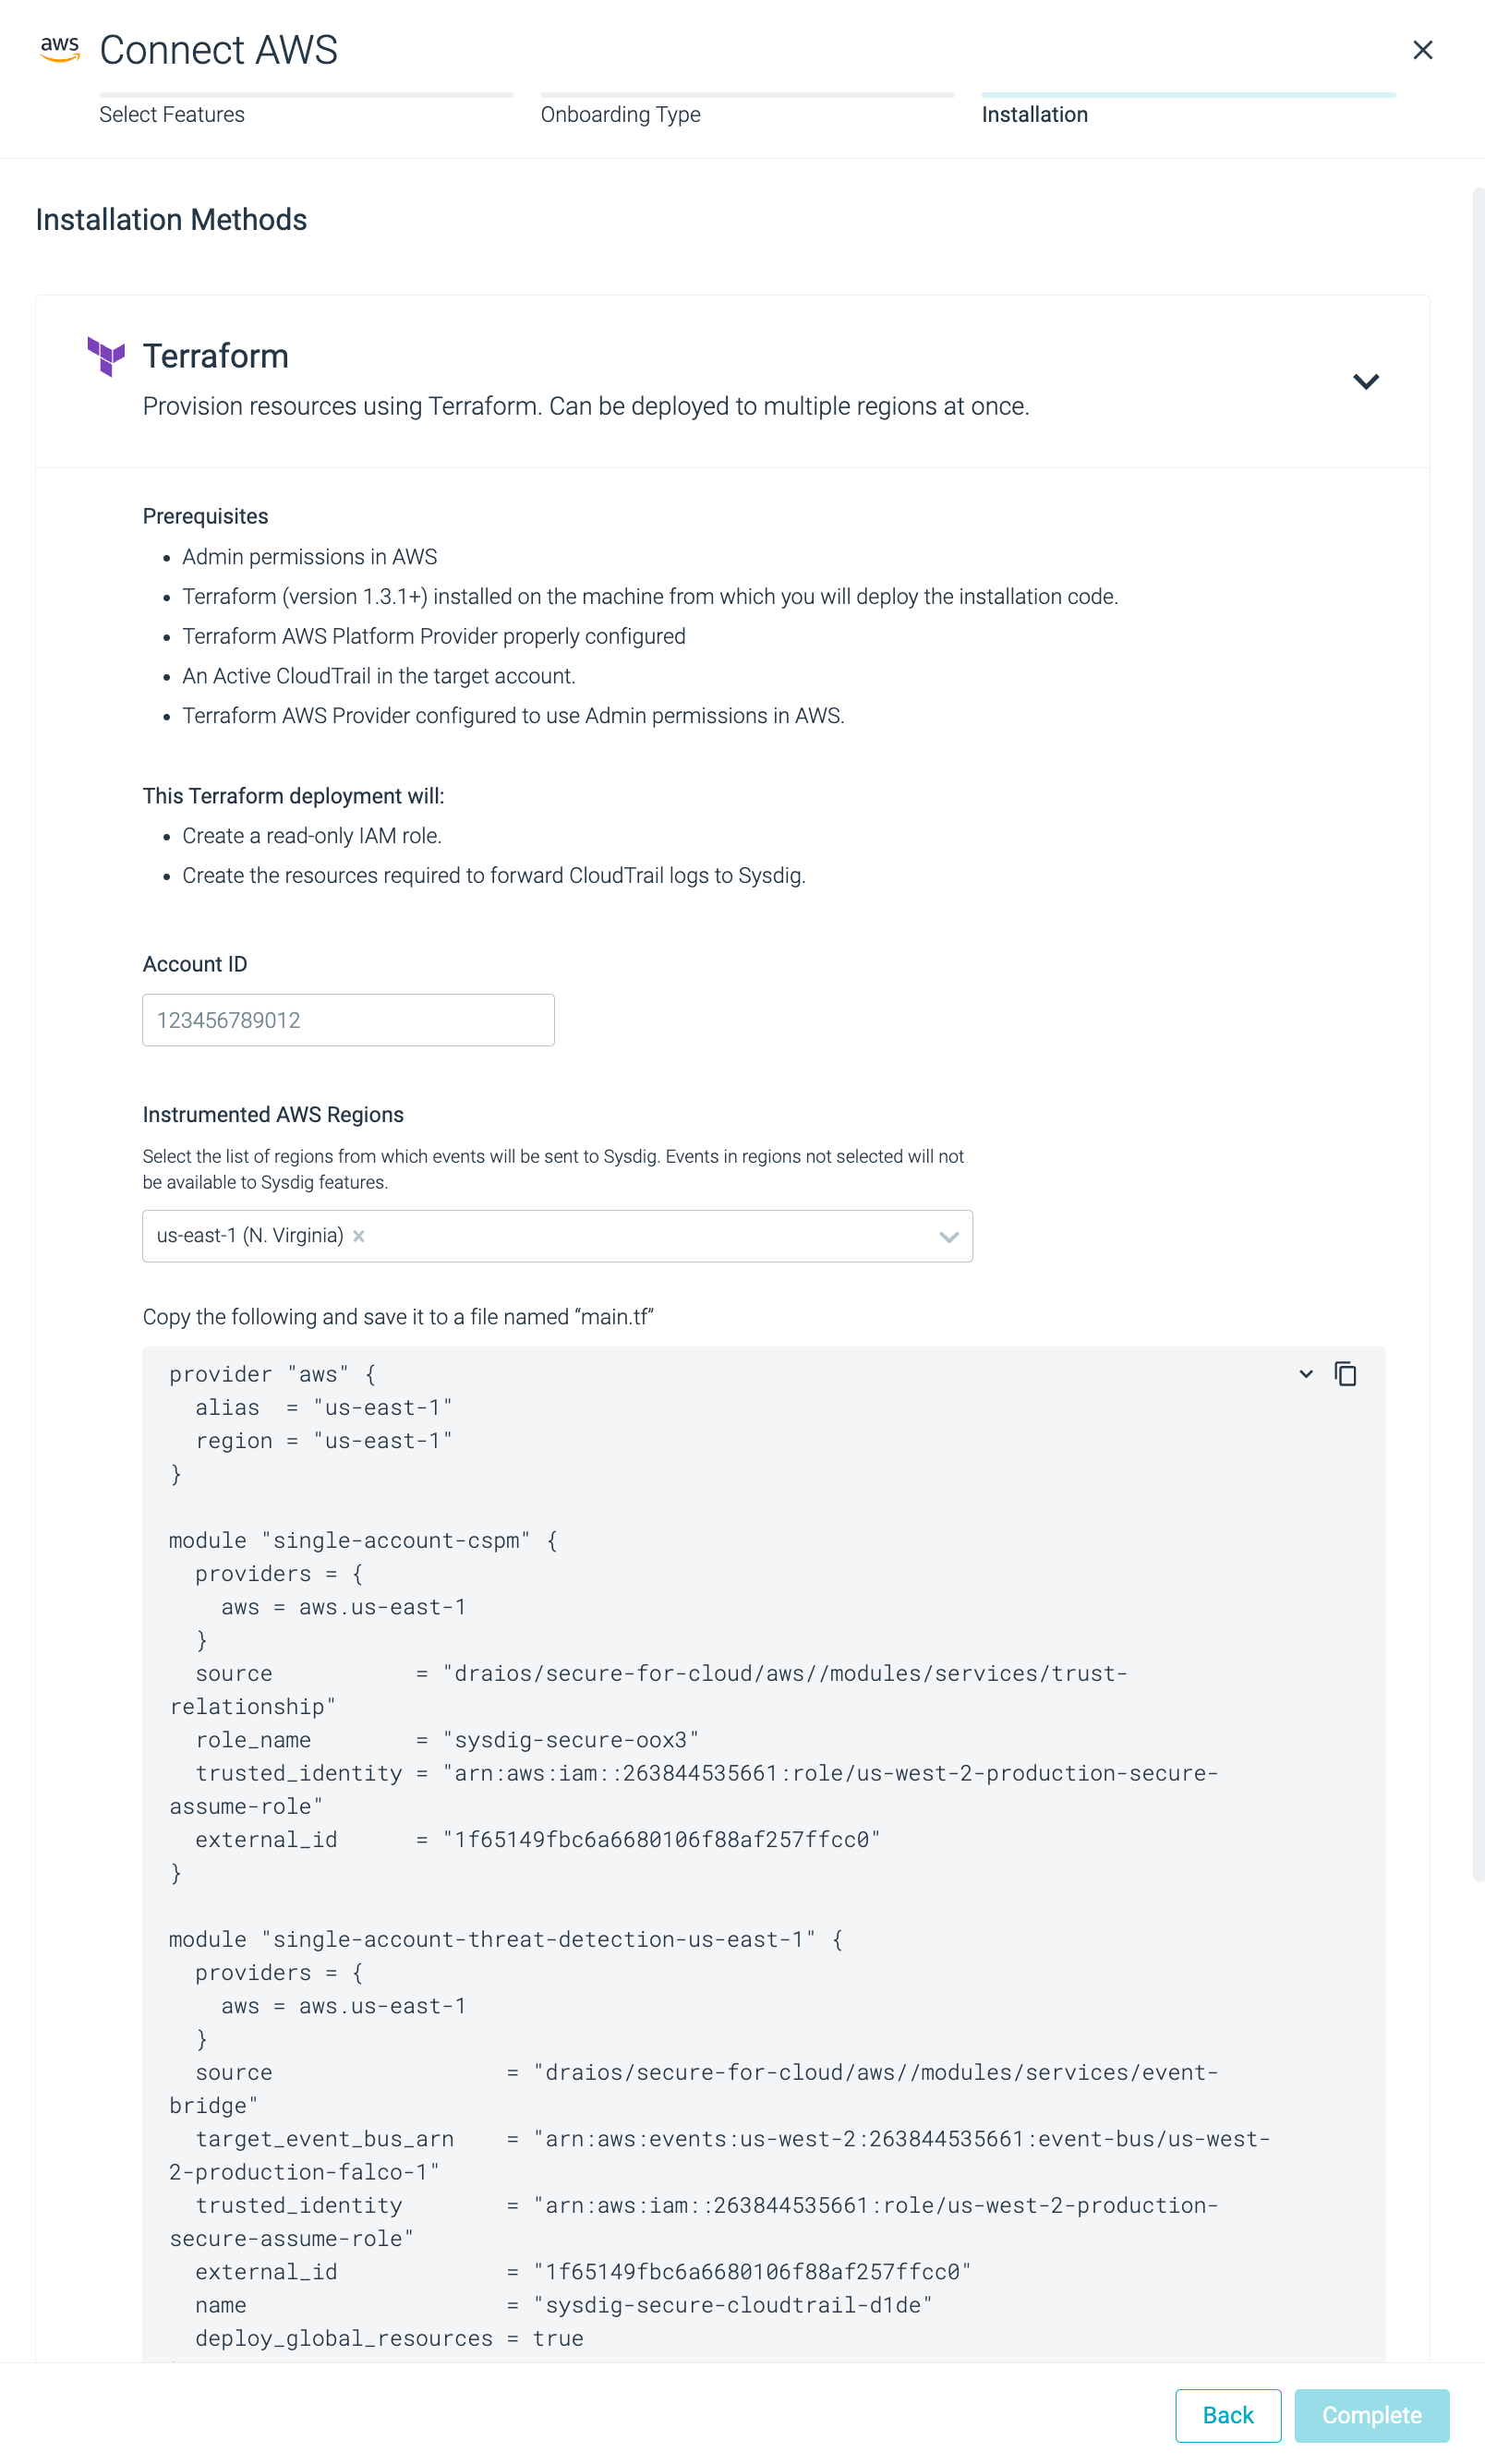 aws Connect AWS
Select Features
Onboarding Type
Installation
Installation Methods
Terraform
Provision resources using Terraform. Can be deployed to multiple regions at once.
Prerequisites
• Admin permissions in AWS
• Terraform (version 1.3.1+) installed on the machine from which you will deploy the installation code.
• Terraform AWS Platform Provider properly configured
• An Active CloudTrail in the target account.
• Terraform AWS Provider configured to use Admin permissions in AWS.
This Terraform deployment will:
• Create a read-only IAM role.
• Create the resources required to forward CloudTrail logs to Sysdig.
Account ID
123456789012
Instrumented AWS Regions
Select the list of regions from which events will be sent to Sysdig. Events in regions not selected will not
be available to Sysdig features.
us-east-1 (N. Virginia)
Copy the following and save it to a file named “main.tf”
provider "aws" {
  alias  = "us-east-1"
  region = "us-east-1"
}
module "single-account-cspm" {
  providers = {
    aws = aws.us-east-1
  }
  source           = "draios/secure-for-cloud/aws//modules/services/trust-
relationship"
  role_name        = "sysdig-secure-oox3"
  trusted_identity = "arn:aws:iam::263844535661:role/us-west-2-production-secure-
assume-role"
  external_id      = "1f65149fbc6a6680106f88af257ffcc0"
}
module "single-account-threat-detection-us-east-1" {
  providers = {
    aws = aws.us-east-1
  }
  source                  = "draios/secure-for-cloud/aws//modules/services/event-
bridge"
  target_event_bus_arn    = "arn:aws:events:us-west-2:263844535661:event-bus/us-west-
2-production-falco-1"
  trusted_identity        = "arn:aws:iam::263844535661:role/us-west-2-production-
secure-assume-role"
  external_id             = "1f65149fbc6a6680106f88af257ffcc0"
  name                    = "sysdig-secure-cloudtrail-d1de"
  deploy_global_resources = true
Back
Complete